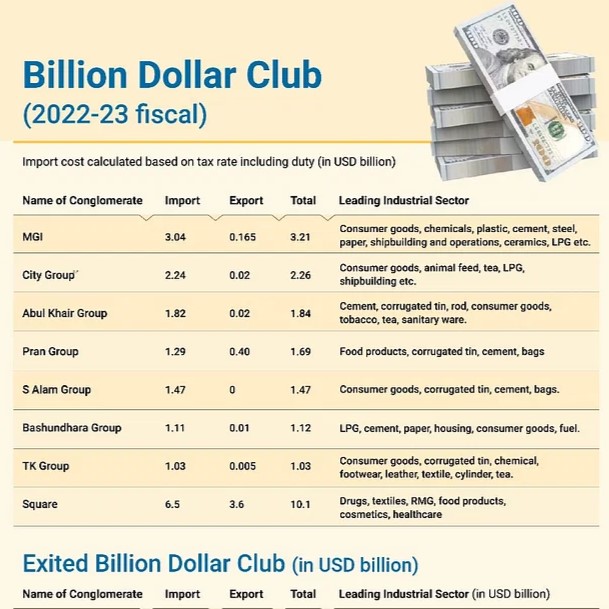 Billion Dollar Club
(2022-23 fiscal)
Import cost calculated based on tax rate including duty (in USD billion)
Name of Conglomerate Import Export Total Leading Industrial Sector
MGI 3.04 0.165 3.21 Consumer goods, chemicals, plastic, cement, steel,
paper, shipbuilding and operations, ceramics, LPG etc.
City Group 2.24 0.02 2.26 Consumer goods, animal feed, tea, LPG,
shipbuilding etc.
Abul Khair Group 1.82 0.02 1.84 Cement, corrugated tin, rod, consumer goods,
tobacco, tea, sanitary ware.
Pran Group 1.29 0.40 1.69 Food products, corrugated tin, cement, bags
S Alam Group 1.47 0 1.47 Consumer goods, corrugated tin, cement, bags.
Bashundhara Group 1.11 0.01 1.12 LPG, cement, paper, housing, consumer goods, fuel.
TK Group 1.03 0.005 1.03 Consumer goods, corrugated tin, chemical,
footwear, leather, textile, cylinder, tea.
Square 6.5 3.6 10.1 Drugs, textiles, RMG, food products,
cosmetics, healthcare
Exited Billion Dollar Club (in USD billion)
Name of Conglomerate Import Export Total Leading Industrial Sector (in USD billion)